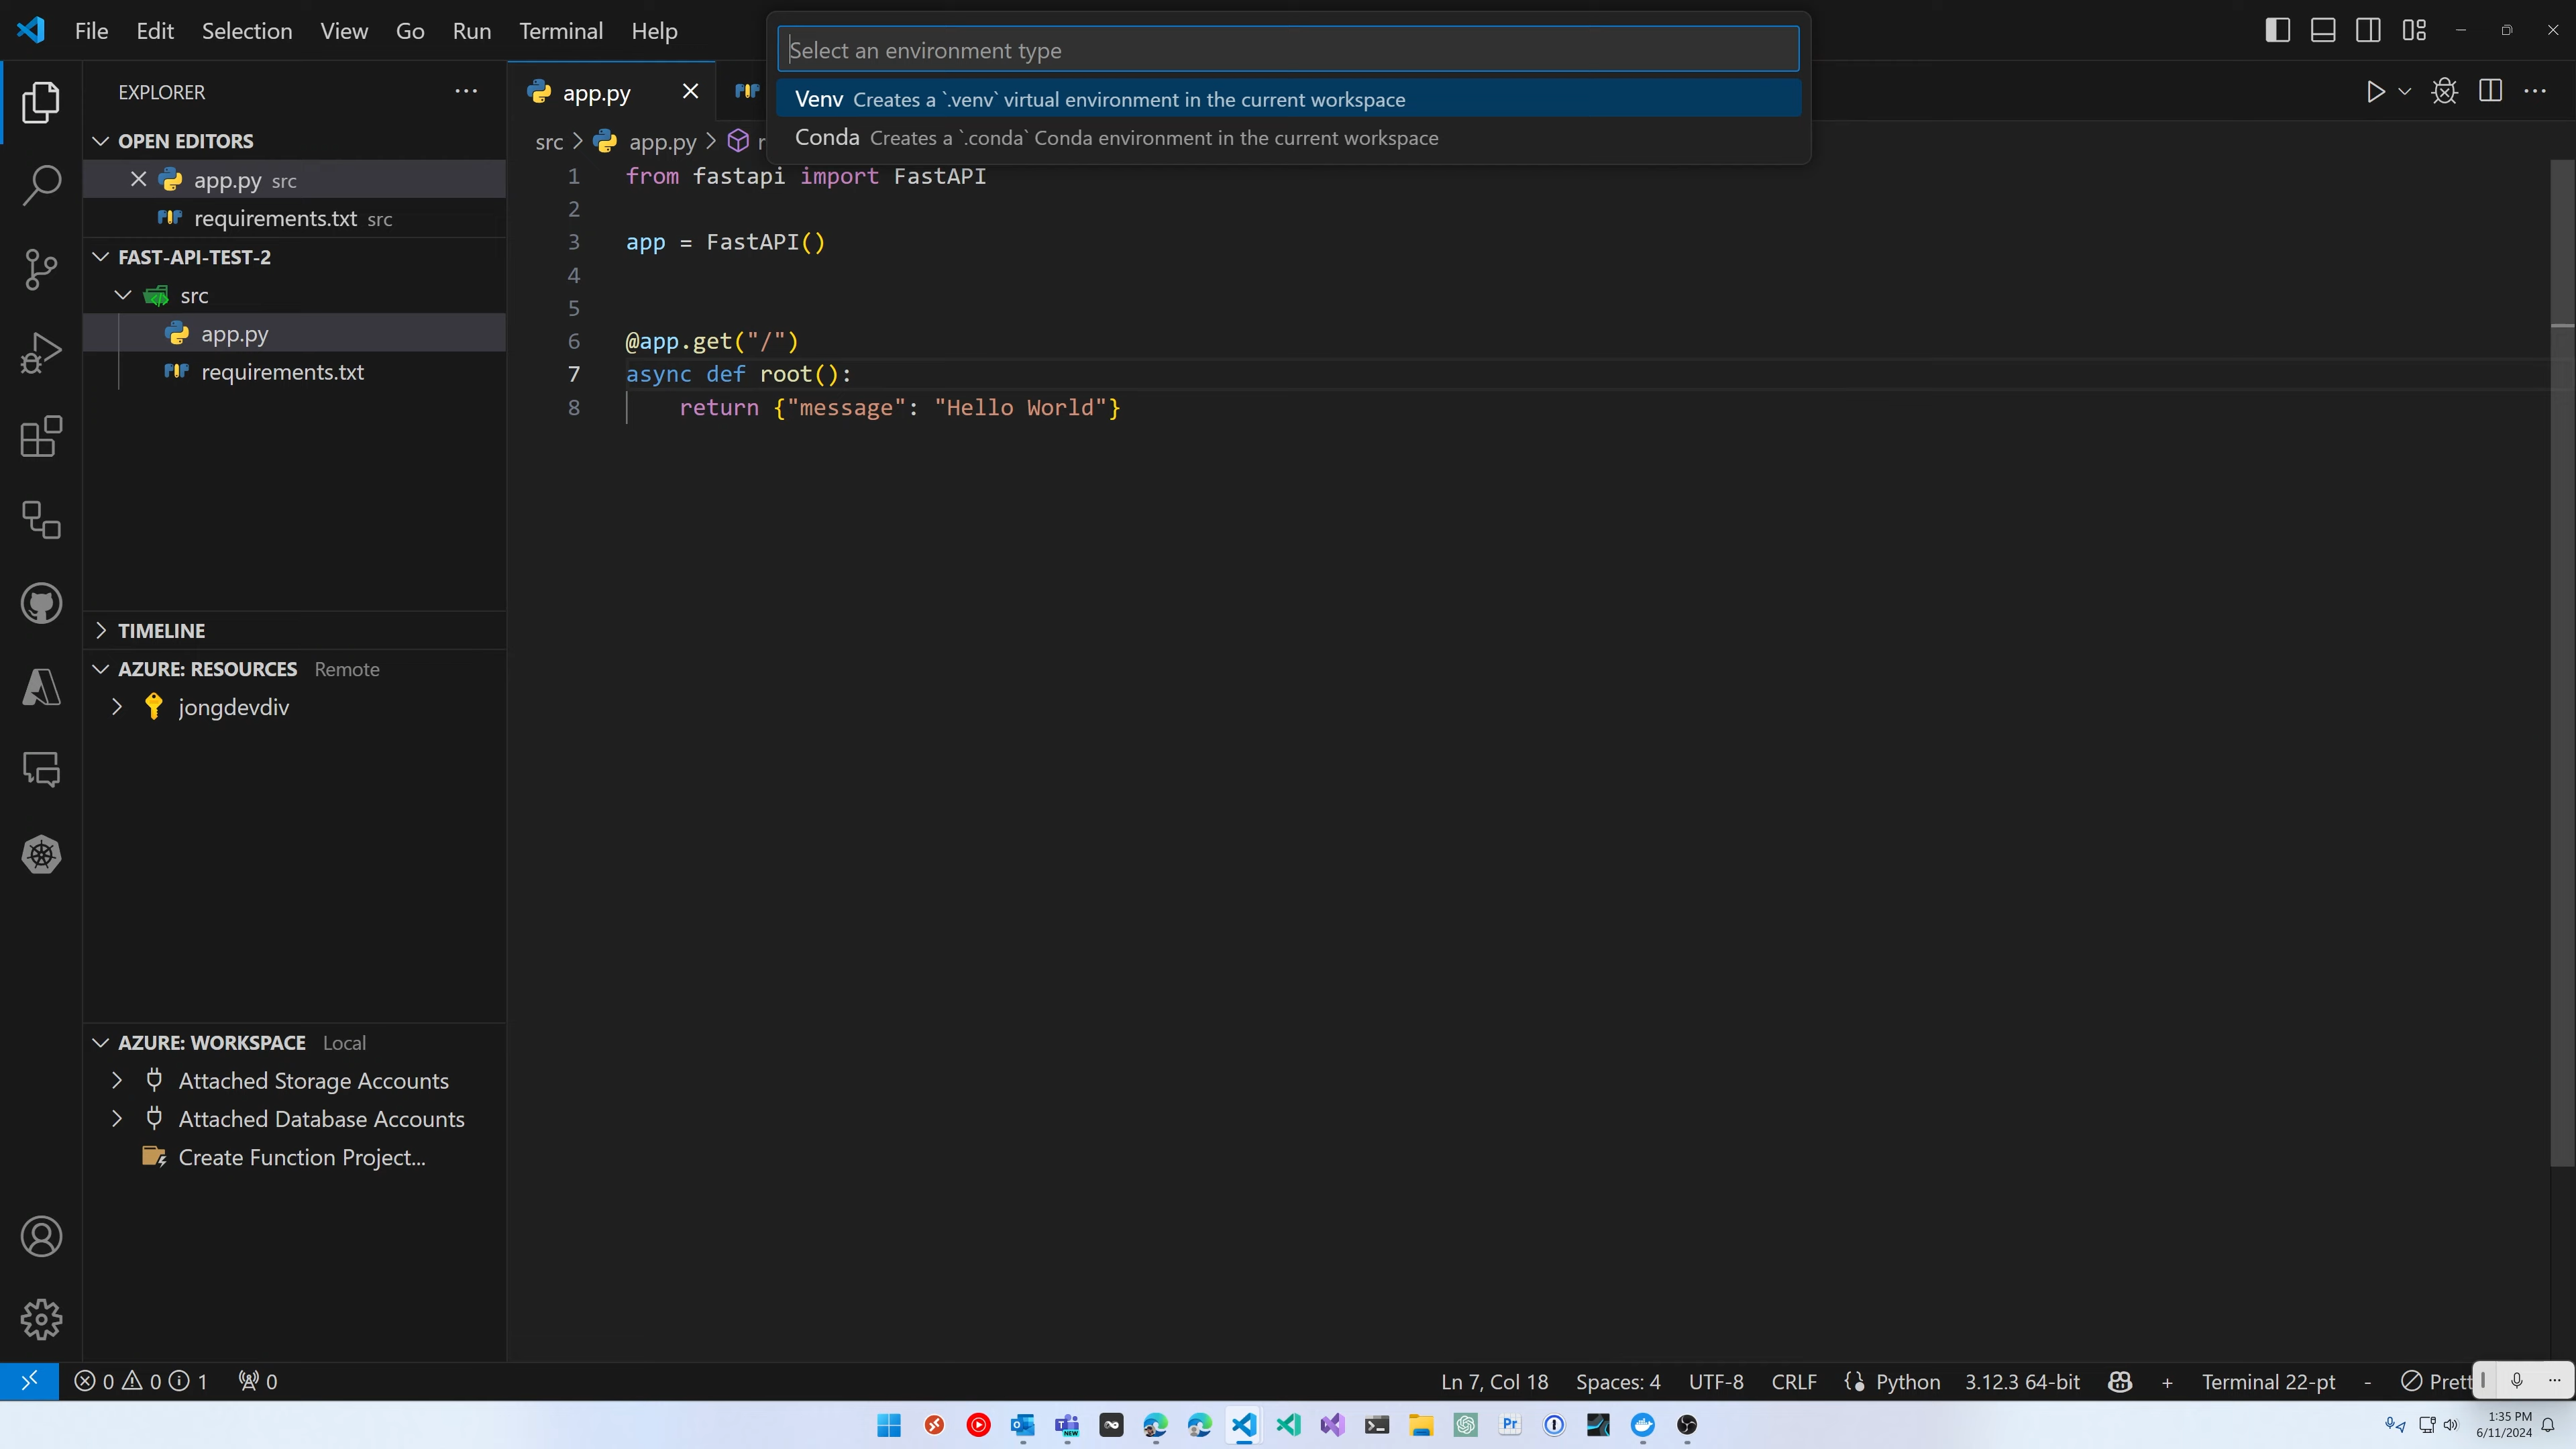 File Edit Selection View Go Run Terminal Help
Select an environment type
Venv Creates a `.venv` virtual environment in the current workspace
Conda Creates a `.conda` Conda environment in the current workspace
EXPLORER
OPEN EDITORS
app.py src
requirements.txt src
FAST-API-TEST-2
src
app.py
requirements.txt
TIMELINE
AZURE: RESOURCES Remote
jongdevdiv
AZURE: WORKSPACE Local
Attached Storage Accounts
Attached Database Accounts
Create Function Project...
app.py
src > app.py > r
1 from fastapi import FastAPI
2
3 app = FastAPI()
4
5
6 @app.get("/")
7 async def root():
8 return {"message": "Hello World"}
0 0 1 0
Ln 7, Col 18 Spaces: 4 UTF-8 CRLF Python 3.12.3 64-bit + Terminal 22-pt - Prett
NEW
Pr
1:35 PM
6/11/2024